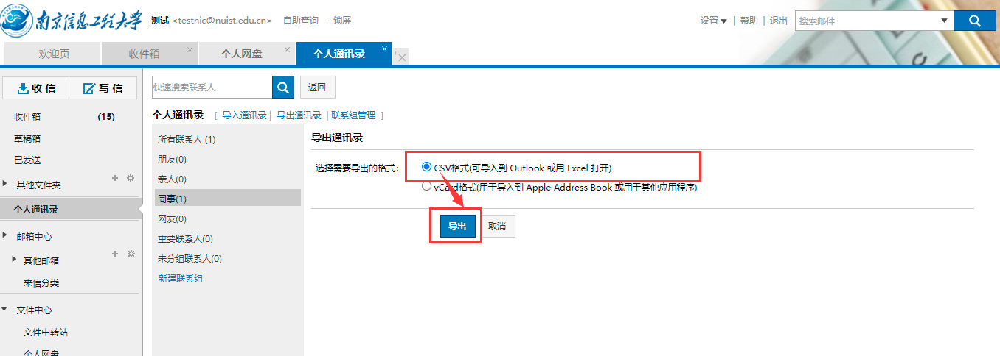 南京信息工程大学 测试 <testnic@nuist.edu.cn> 自助查询 - 锁屏 设置 | 帮助 | 退出 搜索邮件
欢迎页 收件箱 个人网盘 个人通讯录
收信 写信
快速搜索联系人 返回
收件箱 (15)
草稿箱
已发送
其他文件夹
个人通讯录
邮箱中心
其他邮箱
来信分类
文件中心
文件中转站
个人网盘
个人通讯录 [ 导入通讯录 | 导出通讯录 | 联系组管理 ]
所有联系人 (1)
朋友(0)
亲人(0)
同事(1)
网友(0)
重要联系人(0)
未分组联系人(0)
新建联系组
导出通讯录
选择需要导出的格式： CSV格式(可导入到 Outlook 或用 Excel 打开)
vCard格式(用于导入到 Apple Address Book 或用于其他应用程序)
导出 取消